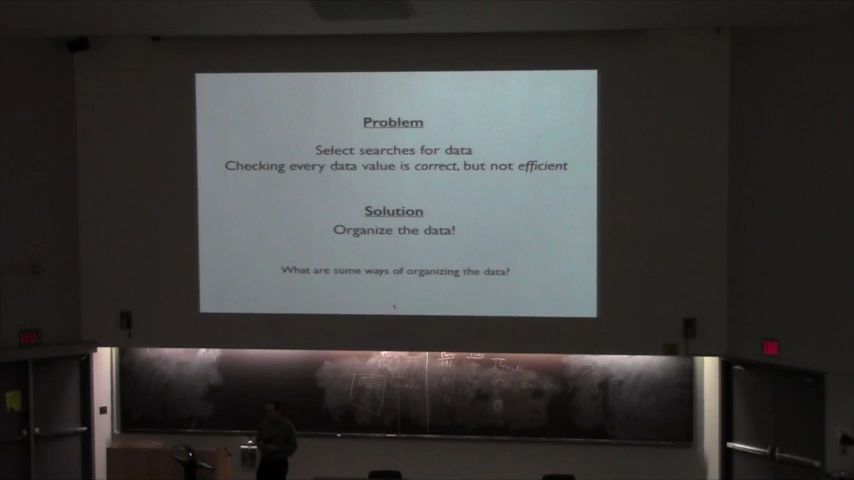 Problem
Select searches for data
Checking every data value is correct, but not efficient
Solution
Organize the data!
What are some ways of organizing the data?